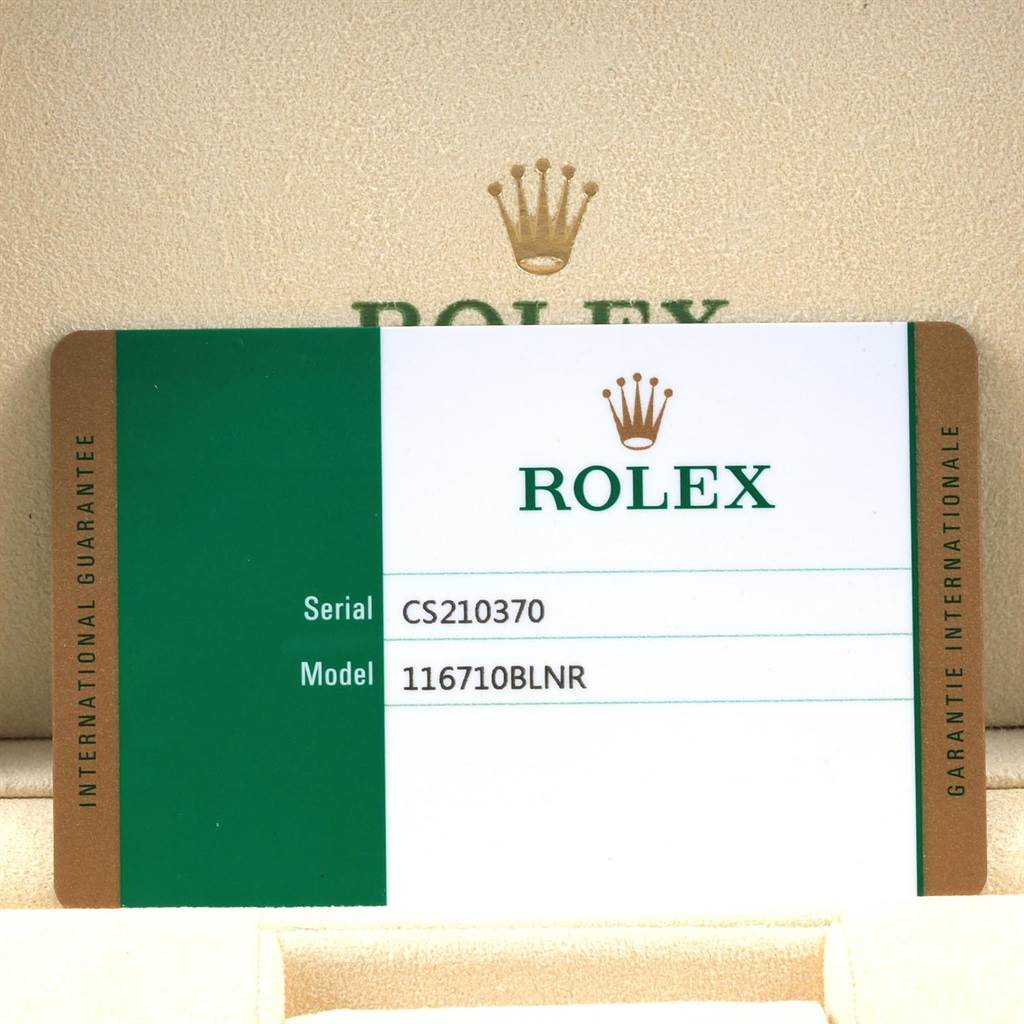 ROLEX
ROLEX
INTERNATIONAL GUARANTEE
Serial CS210370
Model 116710BLNR
GARANTIE INTERNATIONALE